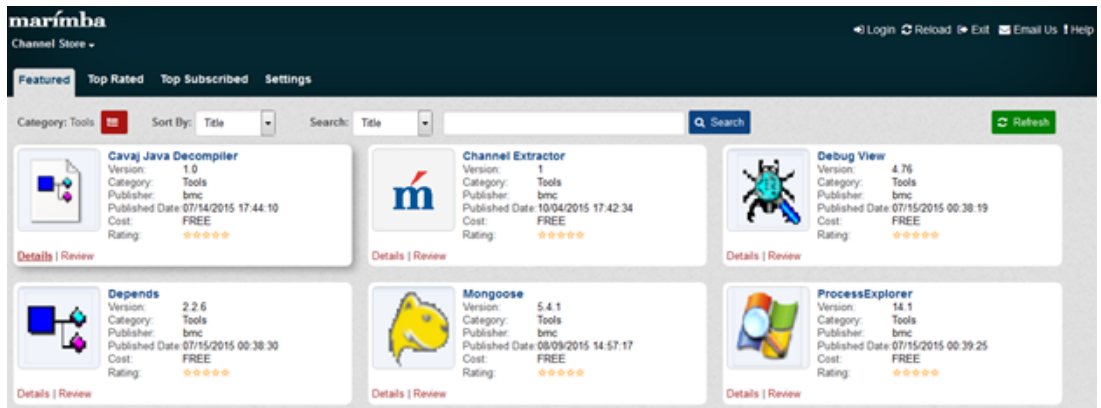 marímba
Channel Store
Login Reload Exit Email Us Help
Featured Top Rated Top Subscribed Settings
Category: Tools Sort By: Title Search: Title Search Refresh
Cavaj Java Decompiler
Version: 1.0
Category: Tools
Publisher: bmc
Published Date: 07/14/2015 17:44:10
Cost: FREE
Rating:
Details | Review
ḿ
Channel Extractor
Version: 1
Category: Tools
Publisher: bmc
Published Date: 10/04/2015 17:42:34
Cost: FREE
Rating:
Details | Review
Debug View
Version: 4.76
Category: Tools
Publisher: bmc
Published Date: 07/15/2015 00:38:19
Cost: FREE
Rating:
Details | Review
Depends
Version: 2.2.6
Category: Tools
Publisher: bmc
Published Date: 07/15/2015 00:38:30
Cost: FREE
Rating:
Details | Review
Mongoose
Version: 5.4.1
Category: Tools
Publisher: bmc
Published Date: 08/09/2015 14:57:17
Cost: FREE
Rating:
Details | Review
ProcessExplorer
Version: 14.1
Category: Tools
Publisher: bmc
Published Date: 07/15/2015 00:39:25
Cost: FREE
Rating:
Details | Review